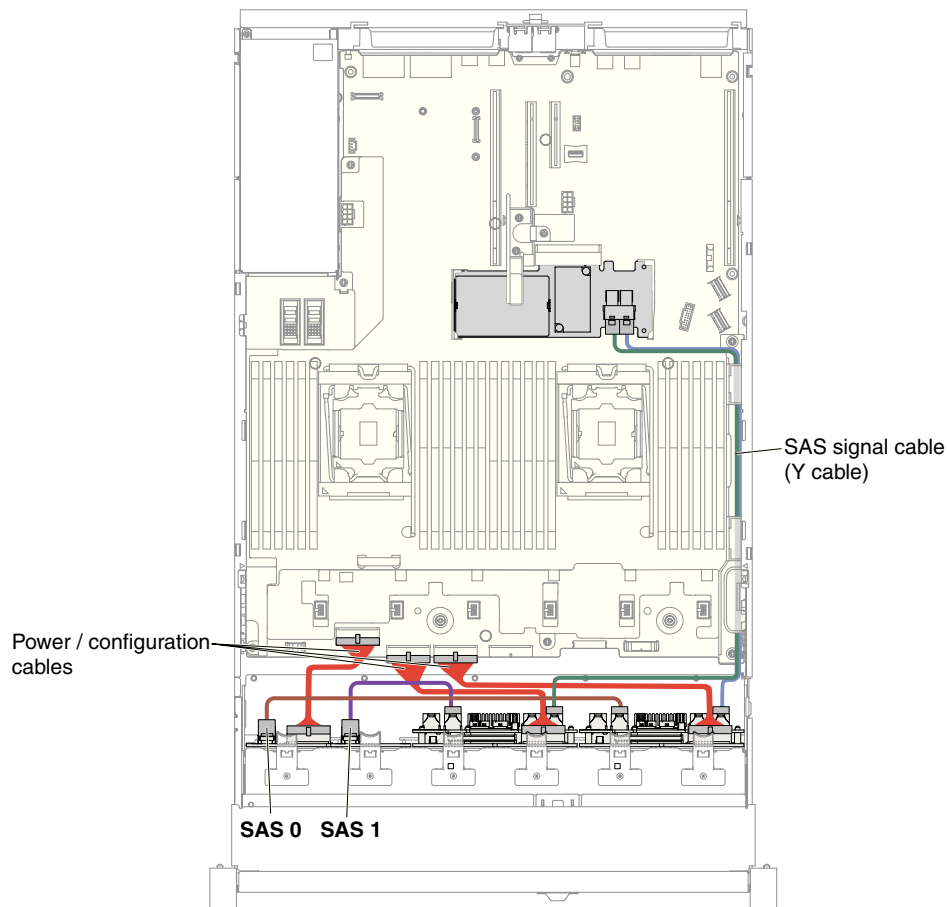 SAS signal cable
(Y cable)
Power / configuration
cables
SAS 0 SAS 1